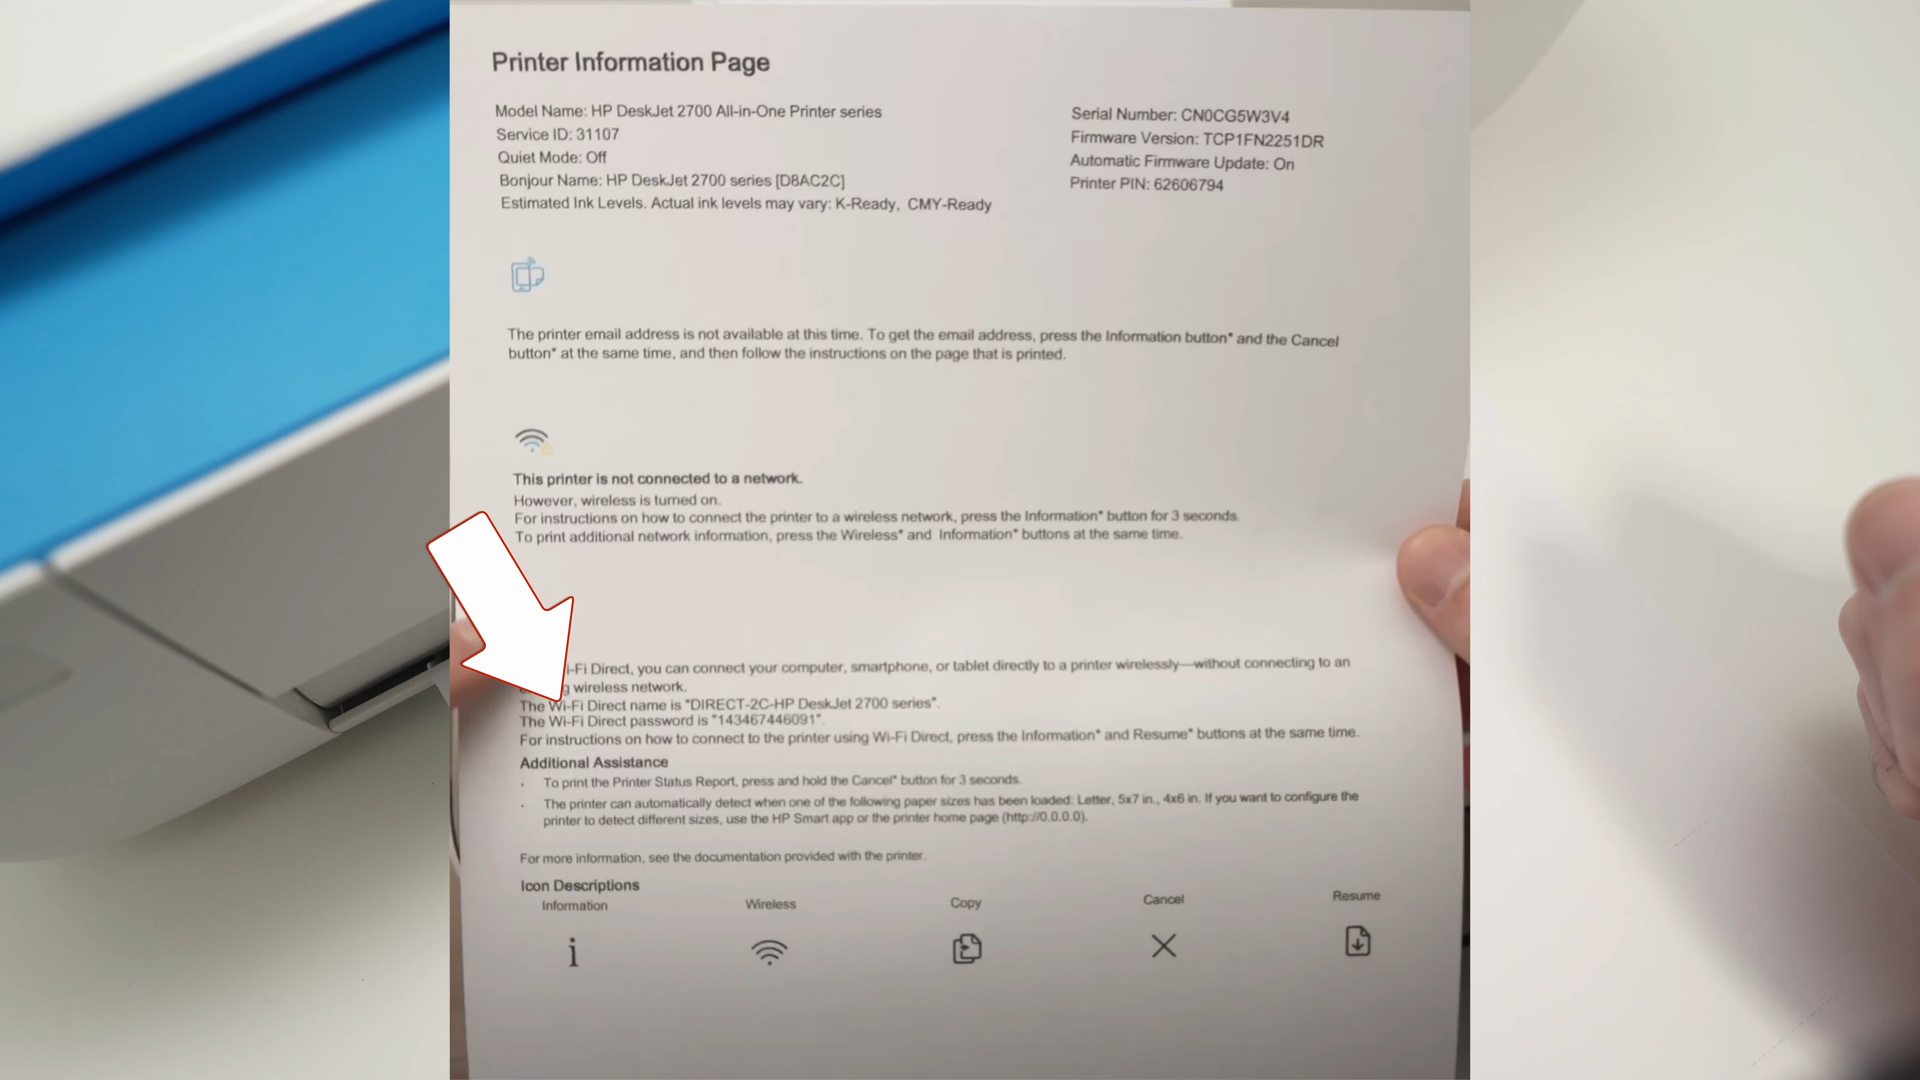 Printer Information Page
Model Name: HP DeskJet 2700 All-in-One Printer series
Service ID: 31107
Quiet Mode: Off
Bonjour Name: HP DeskJet 2700 series [D8AC2C]
Estimated Ink Levels. Actual ink levels may vary: K-Ready, CMY-Ready
Serial Number: CN0CG5W3V4
Firmware Version: TCP1FN2251DR
Automatic Firmware Update: On
Printer PIN: 62606794
The printer email address is not available at this time. To get the email address, press the Information button* and the Cancel
button* at the same time, and then follow the instructions on the page that is printed.
This printer is not connected to a network.
However, wireless is turned on.
For instructions on how to connect the printer to a wireless network, press the Information* button for 3 seconds.
To print additional network information, press the Wireless* and Information* buttons at the same time.
i-Fi Direct, you can connect your computer, smartphone, or tablet directly to a printer wirelessly—without connecting to an
g wireless network.
The Wi-Fi Direct name is "DIRECT-2C-HP DeskJet 2700 series".
The Wi-Fi Direct password is "143467446091".
For instructions on how to connect to the printer using Wi-Fi Direct, press the Information* and Resume* buttons at the same time.
Additional Assistance
· To print the Printer Status Report, press and hold the Cancel* button for 3 seconds.
· The printer can automatically detect when one of the following paper sizes has been loaded: Letter, 5x7 in., 4x6 in. If you want to configure the
printer to detect different sizes, use the HP Smart app or the printer home page (http://0.0.0.0).
For more information, see the documentation provided with the printer.
Icon Descriptions
Information Wireless Copy Cancel Resume